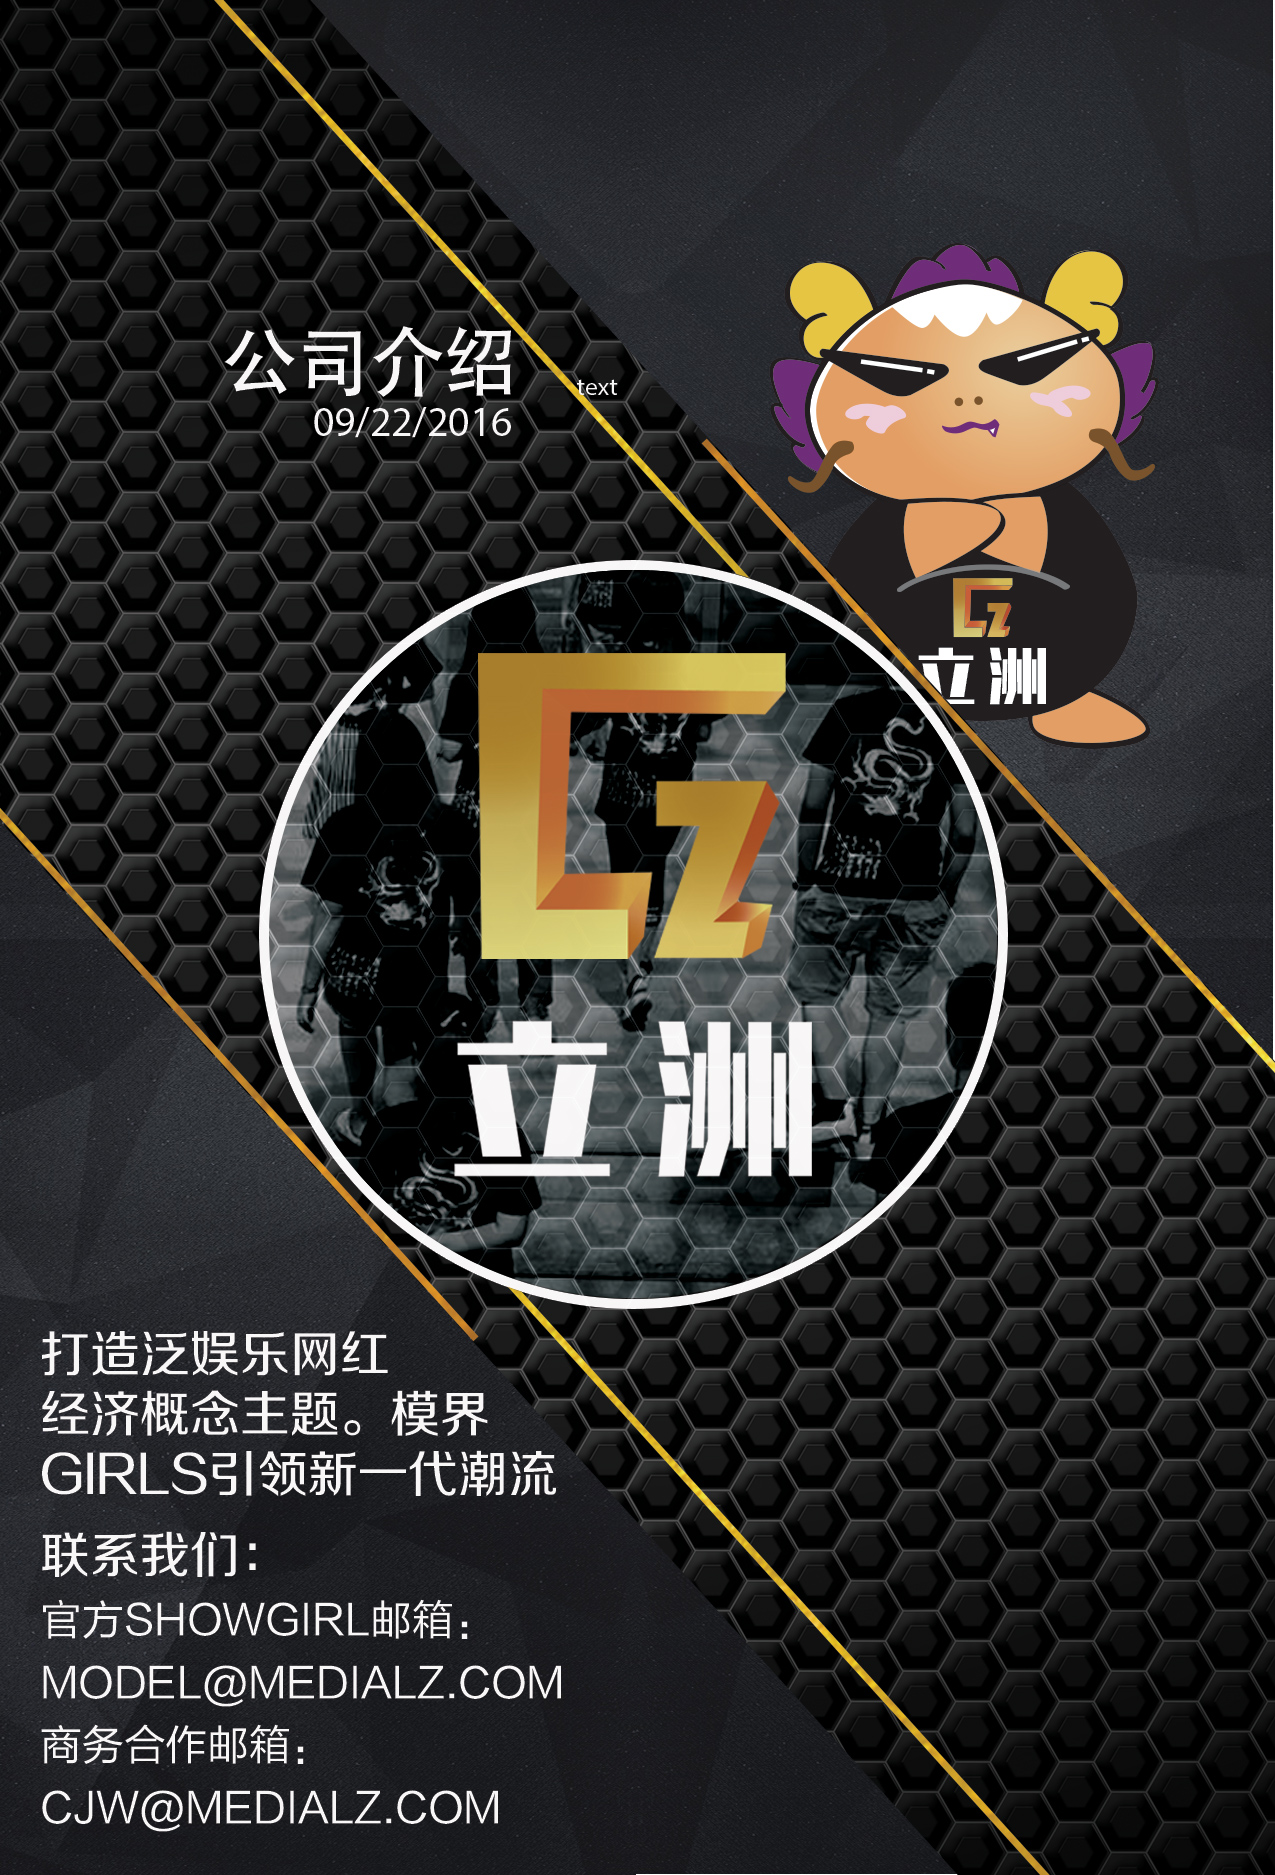 公司介绍
09/22/2016
text
立洲
立洲
打造泛娱乐网红
经济概念主题。模界
GIRLS引领新一代潮流
联系我们:
官方SHOWGIRL邮箱:
MODEL@MEDIALZ.COM
商务合作邮箱:
CJW@MEDIALZ.COM